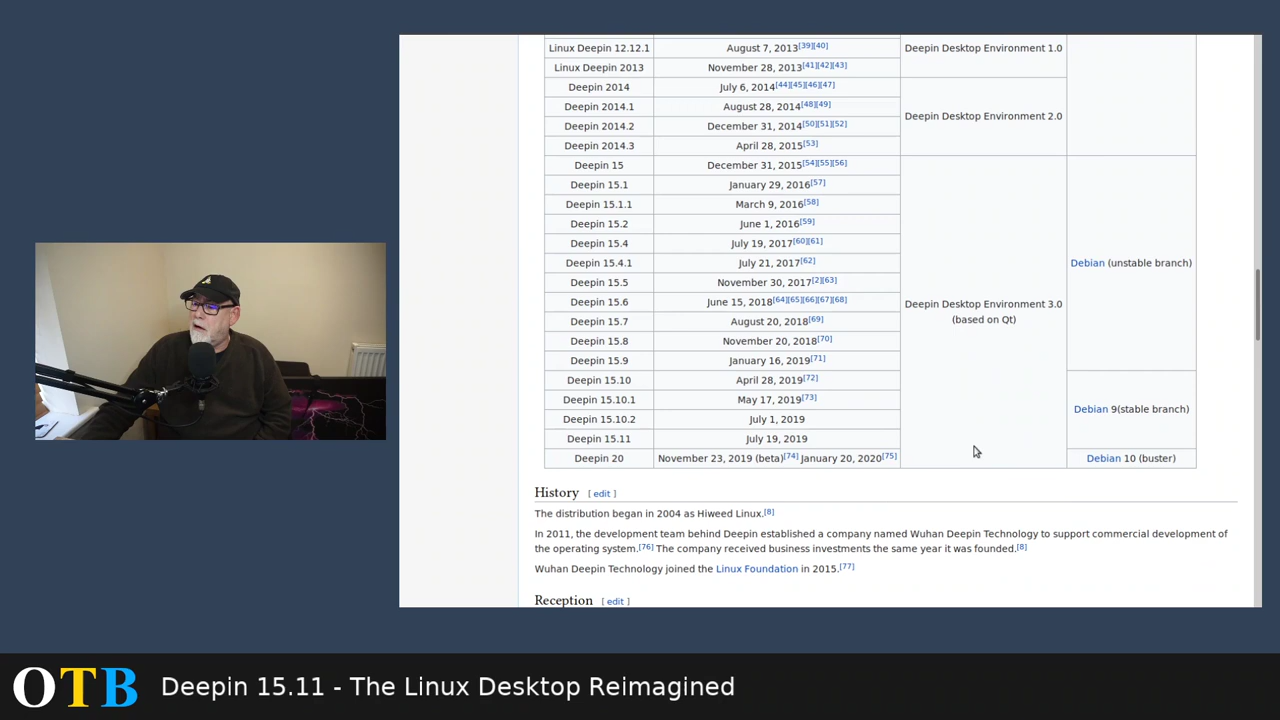 Linux Deepin 12.12.1 August 7, 2013[39][40] Deepin Desktop Environment 1.0
Linux Deepin 2013 November 28, 2013[41][42][43]
Deepin 2014 July 6, 2014[44][45][46][47]
Deepin 2014.1 August 28, 2014[48][49]
Deepin Desktop Environment 2.0
Deepin 2014.2 December 31, 2014[50][51][52]
Deepin 2014.3 April 28, 2015[53]
Deepin 15 December 31, 2015[54][55][56]
Deepin 15.1 January 29, 2016[57]
Deepin 15.1.1 March 9, 2016[58]
Deepin 15.2 June 1, 2016[59]
Deepin 15.4 July 19, 2017[60][61]
Deepin 15.4.1 July 21, 2017[62] Debian (unstable branch)
Deepin 15.5 November 30, 2017[2][63]
Deepin 15.6 June 15, 2018[64][65][66][67][68] Deepin Desktop Environment 3.0
(based on Qt)
Deepin 15.7 August 20, 2018[69]
Deepin 15.8 November 20, 2018[70]
Deepin 15.9 January 16, 2019[71]
Deepin 15.10 April 28, 2019[72]
Deepin 15.10.1 May 17, 2019[73] Debian 9(stable branch)
Deepin 15.10.2 July 1, 2019
Deepin 15.11 July 19, 2019
Deepin 20 November 23, 2019 (beta)[74] January 20, 2020[75] Debian 10 (buster)
History [ edit ]
The distribution began in 2004 as Hiweed Linux.[8]
In 2011, the development team behind Deepin established a company named Wuhan Deepin Technology to support commercial development of
the operating system.[76] The company received business investments the same year it was founded.[8]
Wuhan Deepin Technology joined the Linux Foundation in 2015.[77]
Reception [ edit ]
OTB Deepin 15.11 - The Linux Desktop Reimagined